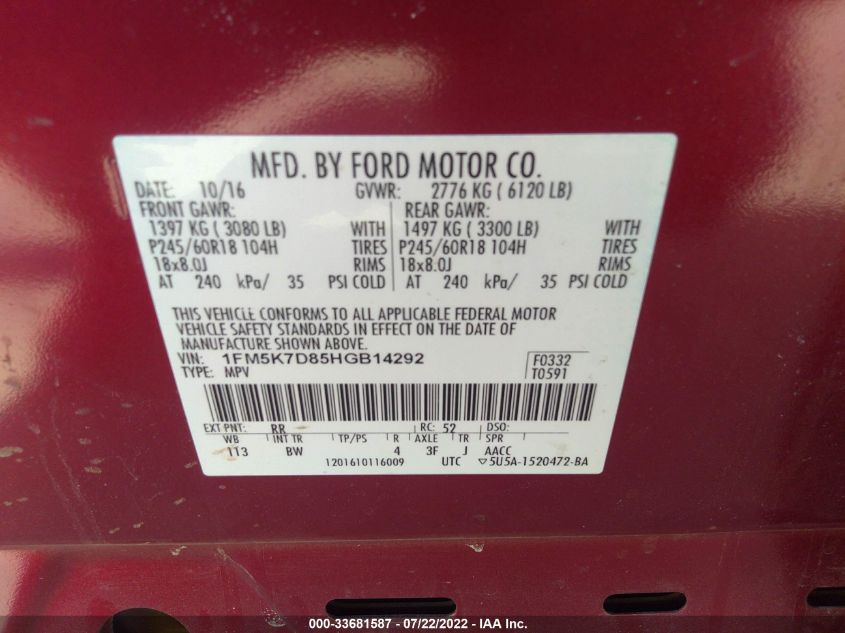 MFD. BY FORD MOTOR CO.
DATE: 10/16 GVWR: 2776 KG ( 6120 LB)
FRONT GAWR: REAR GAWR:
1397 KG ( 3080 LB) WITH 1497 KG ( 3300 LB) WITH
P245/60R18 104H TIRES P245/60R18 104H TIRES
18x8.0J RIMS 18x8.0J RIMS
AT 240 kPa/ 35 PSI COLD AT 240 kPa/ 35 PSI COLD
THIS VEHICLE CONFORMS TO ALL APPLICABLE FEDERAL MOTOR
VEHICLE SAFETY STANDARDS IN EFFECT ON THE DATE OF
MANUFACTURE SHOWN ABOVE.
VIN: 1FM5K7D85HGB14292 F0332
TYPE: MPV T0591
EXT PNT: RR RC: 52 DSO:
WB INT TR TP/PS R AXLE TR SPR
113 BW 4 3F J AACC
1201610116009 UTC ▽5U5A-1520472-BA
000-33681587 - 07/22/2022 - IAA Inc.